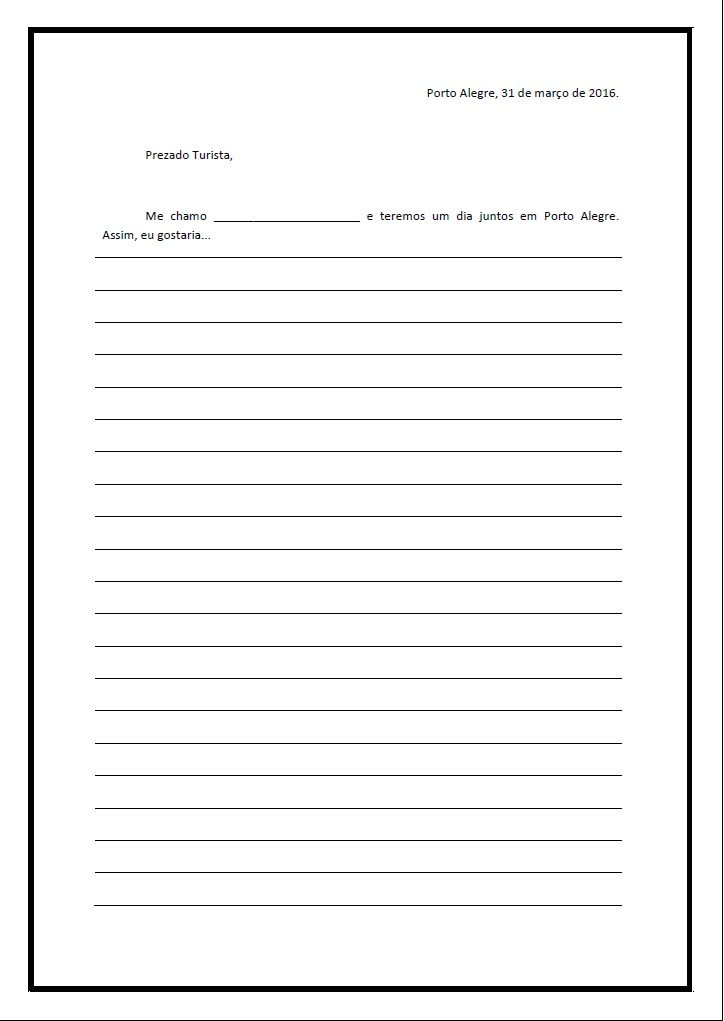 Porto Alegre, 31 de março de 2016.
Prezado Turista,
Me chamo ______________________ e teremos um dia juntos em Porto Alegre.
Assim, eu gostaria...